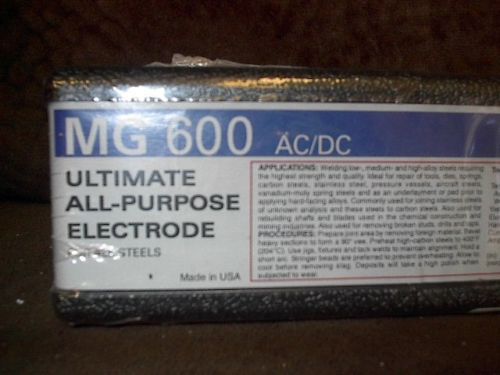 MG 600 AC/DC
ULTIMATE
ALL-PURPOSE
ELECTRODE
STEELS
Made in USA
APPLICATIONS: Welding low-, medium- and high-alloy steels requiring
the highest strength and quality. Ideal for repair of tools, dies, springs,
carbon steels, stainless steel, pressure vessels, aircraft steels,
vanadium-moly spring steels and as an underlayment or pad prior to
applying hard-facing alloys. Commonly used for joining stainless steels
of unknown analysis and these steels to carbon steels. Also used for
rebuilding shafts and blades used in the chemical construction and
mining industries. Also used for removing broken studs, drills and taps.
PROCEDURES: Prepare joint area by removing foreign material. Bevel
heavy sections to form a 90° vee. Preheat high-carbon steels to 400°F
(204°C). Use jigs, fixtures and tack welds to maintain alignment. Hold a
short arc. Stringer beads are preferred to prevent overheating. Allow to
cool before removing slag. Deposits will take a high polish when
subjected to wear.